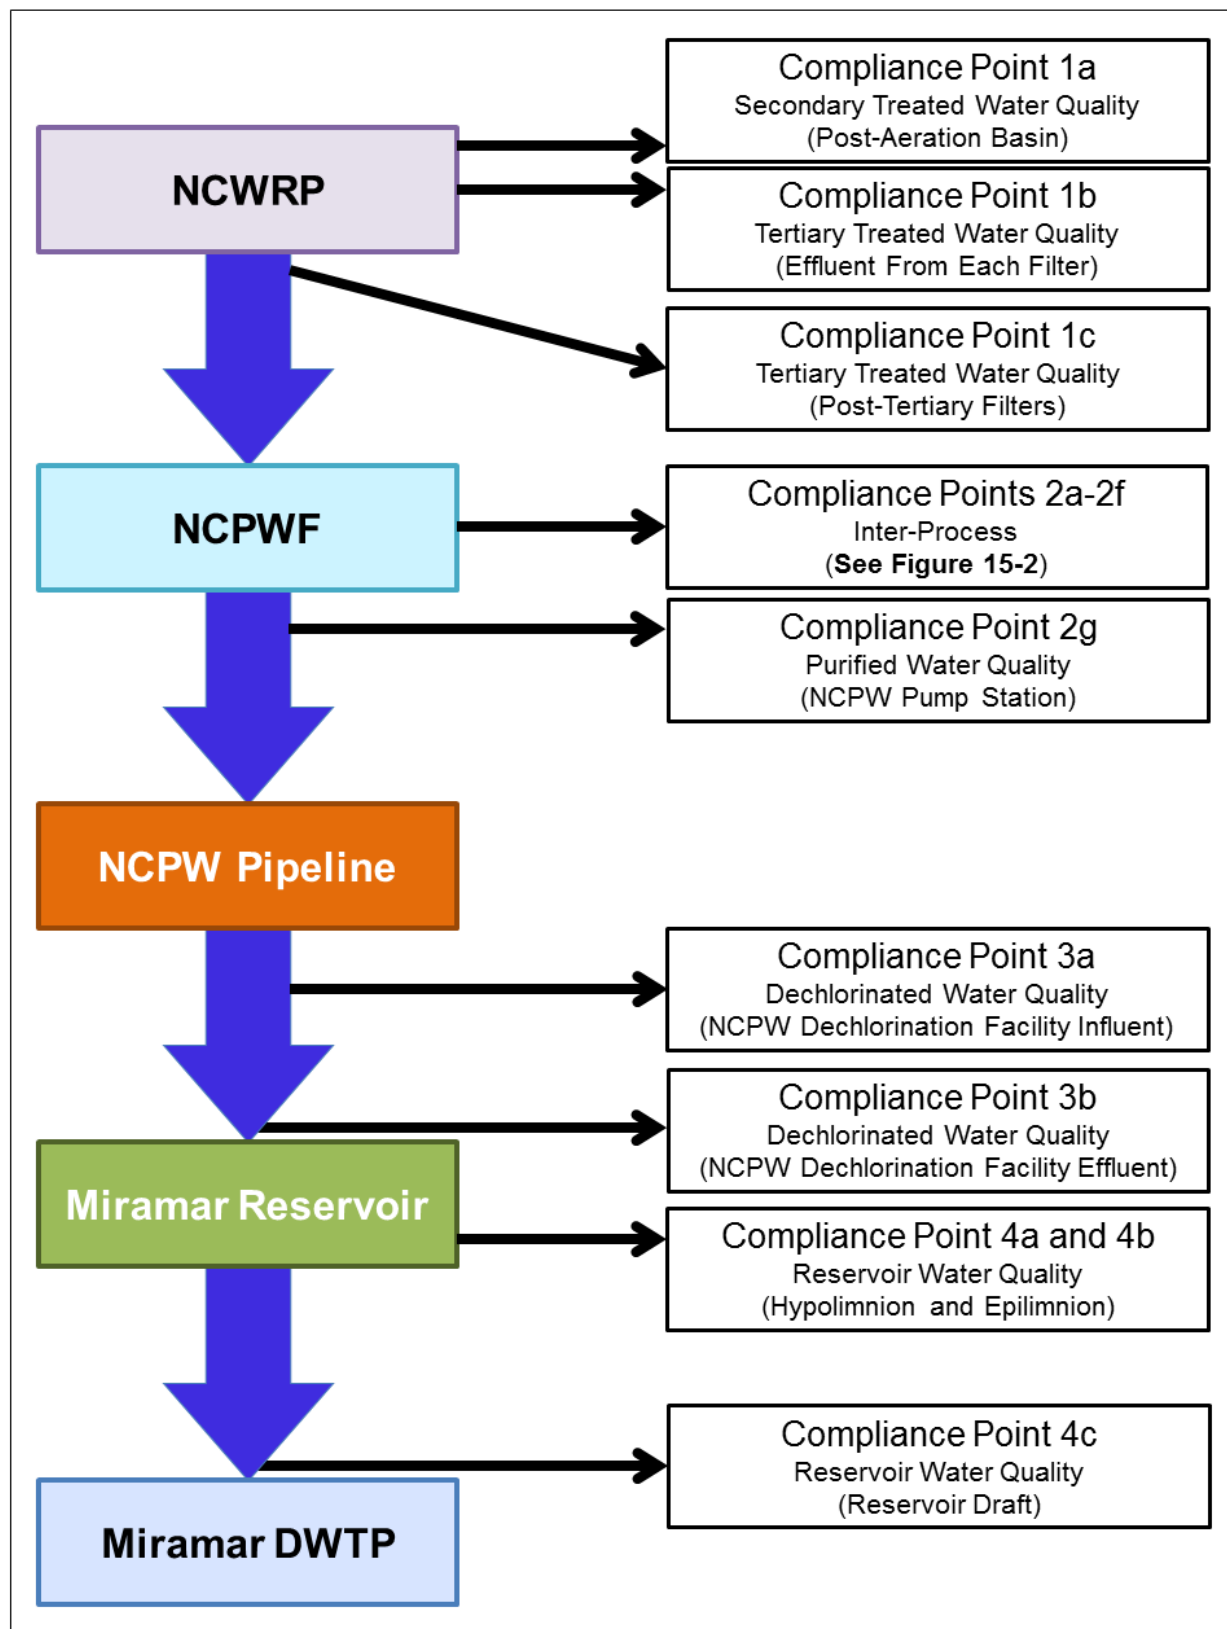 NCWRP
Compliance Point 1a
Secondary Treated Water Quality
(Post-Aeration Basin)
Compliance Point 1b
Tertiary Treated Water Quality
(Effluent From Each Filter)
Compliance Point 1c
Tertiary Treated Water Quality
(Post-Tertiary Filters)
NCPWF
Compliance Points 2a-2f
Inter-Process
(See Figure 15-2)
Compliance Point 2g
Purified Water Quality
(NCPW Pump Station)
NCPW Pipeline
Compliance Point 3a
Dechlorinated Water Quality
(NCPW Dechlorination Facility Influent)
Compliance Point 3b
Dechlorinated Water Quality
(NCPW Dechlorination Facility Effluent)
Miramar Reservoir
Compliance Point 4a and 4b
Reservoir Water Quality
(Hypolimnion and Epilimnion)
Compliance Point 4c
Reservoir Water Quality
(Reservoir Draft)
Miramar DWTP